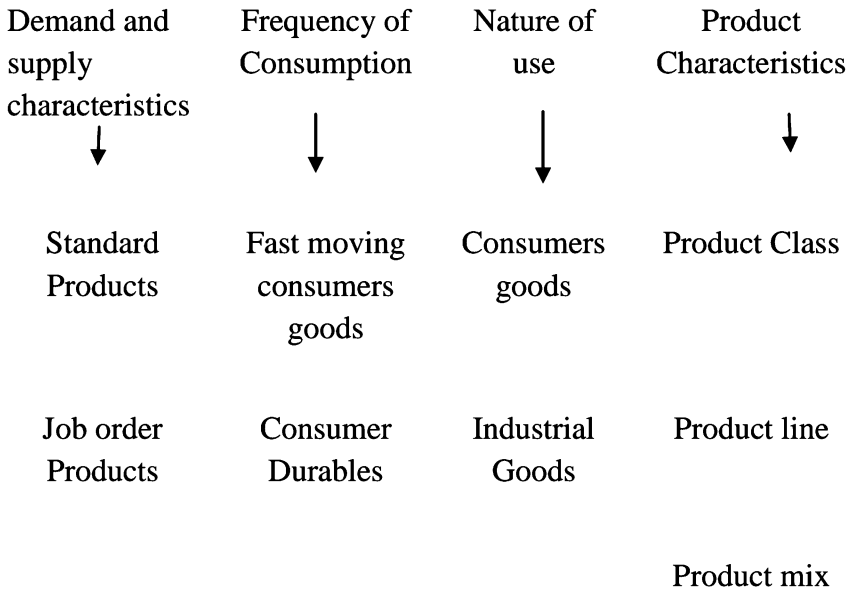 Demand and
supply
characteristics
Frequency of
Consumption
Nature of
use
Product
Characteristics
Standard
Products
Fast moving
consumers
goods
Consumers
goods
Product Class
Job order
Products
Consumer
Durables
Industrial
Goods
Product line
Product mix